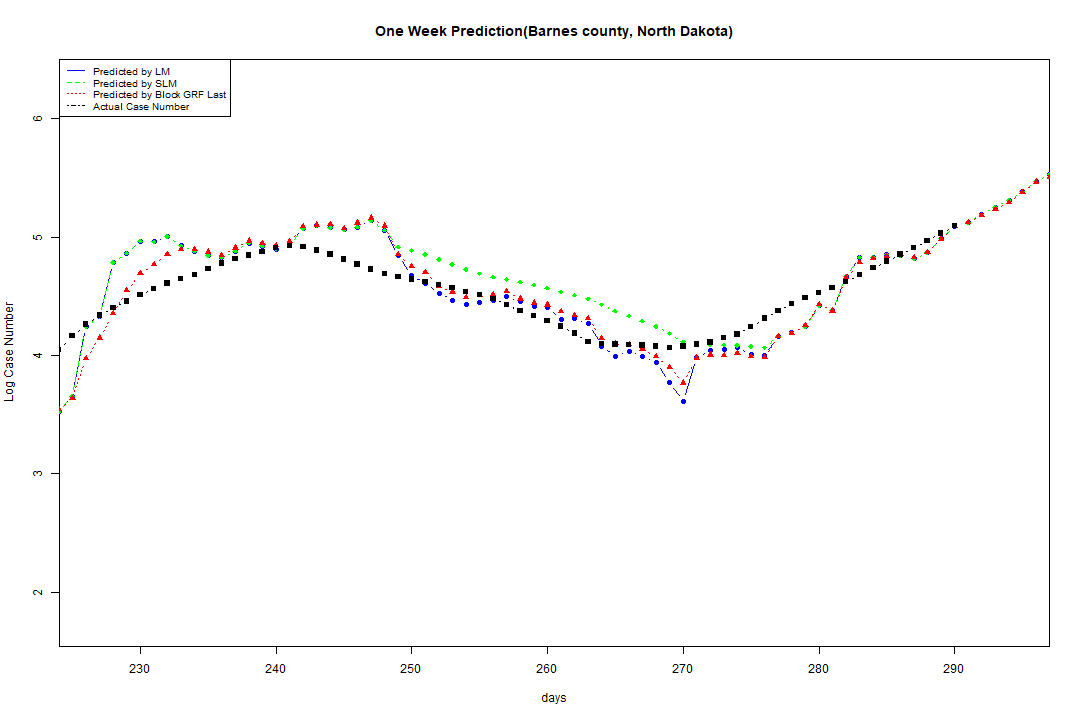 One Week Prediction(Barnes county, North Dakota)
Predicted by LM
Predicted by SLM
Predicted by Block GRF Last
Actual Case Number
6
5
4
3
2
Log Case Number
230 240 250 260 270 280 290
days